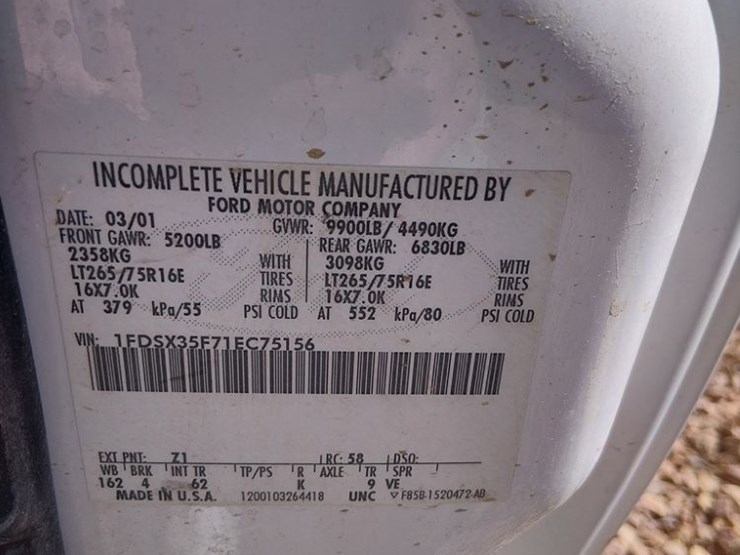 INCOMPLETE VEHICLE MANUFACTURED BY
FORD MOTOR COMPANY
DATE: 03/01 GVWR: 9900LB/ 4490KG
FRONT GAWR: 5200LB REAR GAWR: 6830LB
2358KG WITH 3098KG WITH
LT265/75R16E TIRES LT265/75R16E TIRES
16X7.0K RIMS 16X7.0K RIMS
AT 379 kPa/55 PSI COLD AT 552 kPa/80 PSI COLD
VIN: 1FDSX35F71EC75156
EXT PNT: Z1 RC: 58 DSO:
WB BRK INT TR TP/PS R AXLE TR SPR
162 4 62 K 9 VE
MADE IN U.S.A. 1200103264418 UNC ▽ F85B-1520472-AB